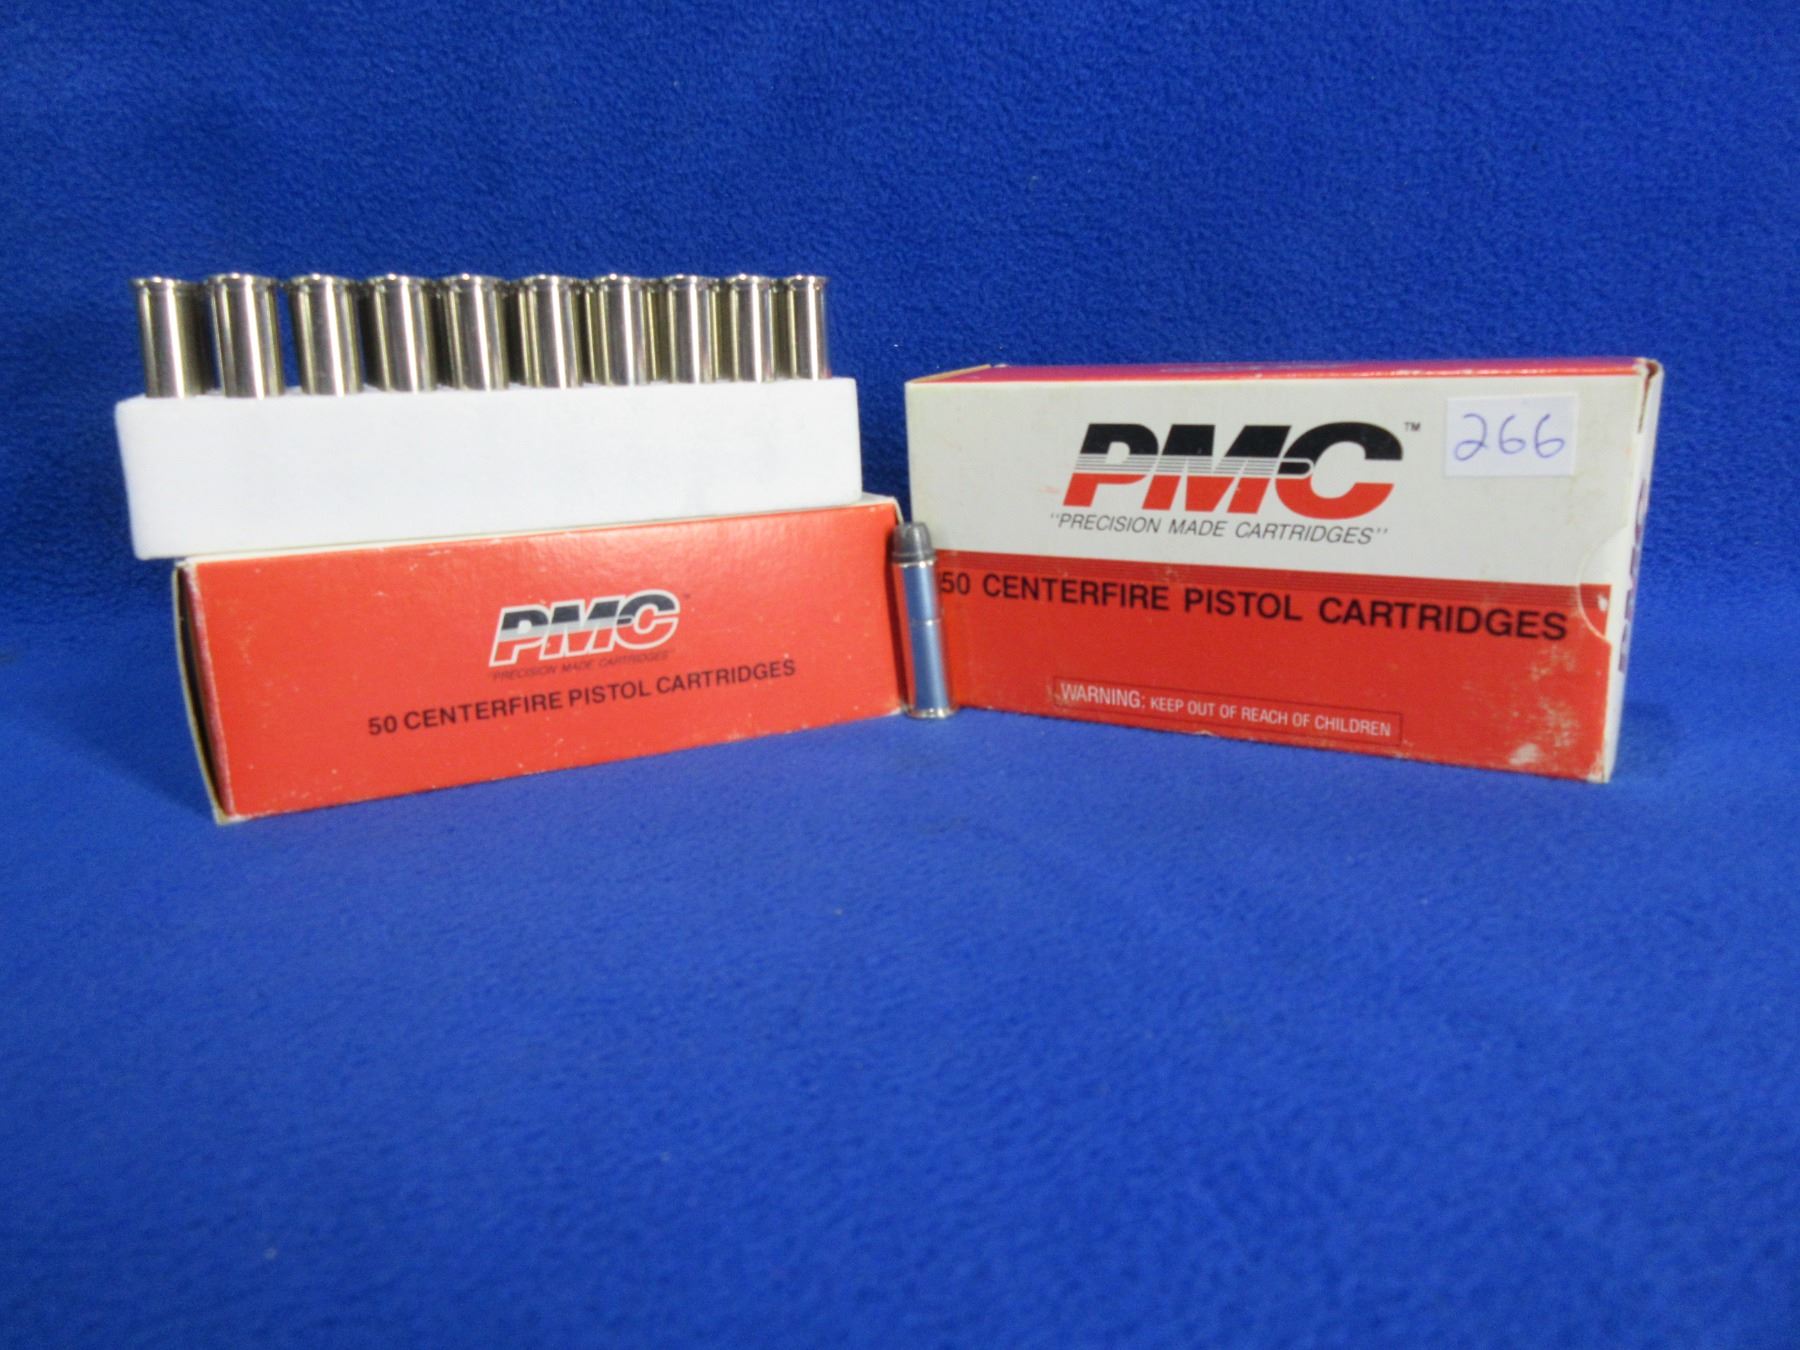 PMC
"PRECISION MADE CARTRIDGES"
50 CENTERFIRE PISTOL CARTRIDGES
PMC™
266
"PRECISION MADE CARTRIDGES"
50 CENTERFIRE PISTOL CARTRIDGES
WARNING: KEEP OUT OF REACH OF CHILDREN